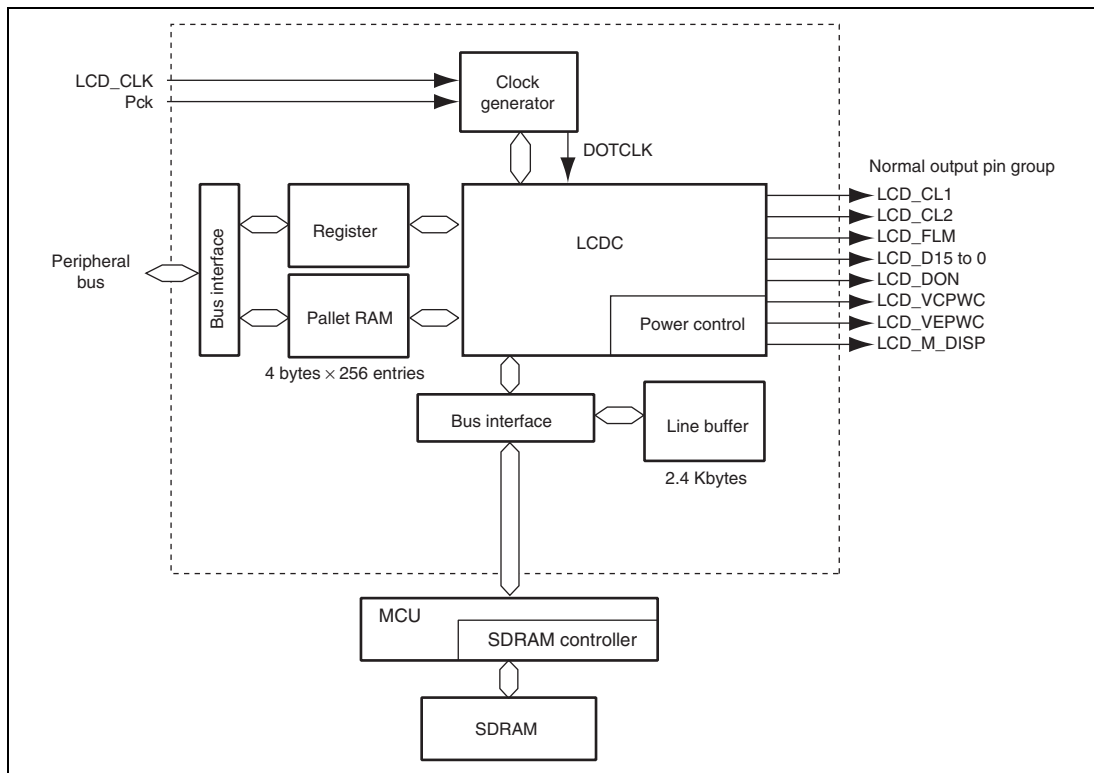 LCD_CLK
Pck
Clock
generator
DOTCLK
Normal output pin group
LCD_CL1
LCD_CL2
LCD_FLM
LCD_D15 to 0
LCD_DON
LCD_VCPWC
LCD_VEPWC
LCD_M_DISP
Peripheral
bus
Bus interface
Register
Pallet RAM
4 bytes × 256 entries
LCDC
Power control
Bus interface
Line buffer
2.4 Kbytes
MCU
SDRAM controller
SDRAM